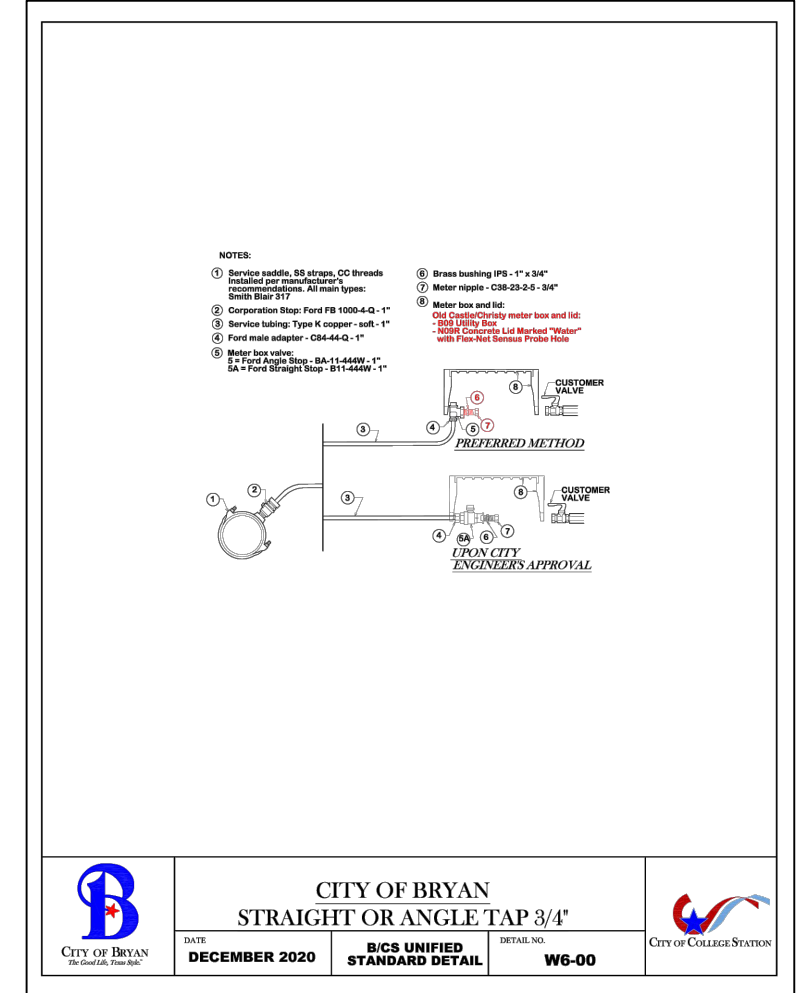 NOTES:
1 Service saddle, SS straps, CC threads
Installed per manufacturer's
recommendations. All main types:
Smith Blair 317
2 Corporation Stop: Ford FB 1000-4-Q - 1"
3 Service tubing: Type K copper - soft - 1"
4 Ford male adapter - C84-44-Q - 1"
5 Meter box valve:
5 = Ford Angle Stop - BA-11-444W - 1"
5A = Ford Straight Stop - B11-444W - 1"
6 Brass bushing IPS - 1" x 3/4"
7 Meter nipple - C38-23-2-5 - 3/4"
8 Meter box and lid:
Old Castle/Christy meter box and lid:
- B09 Utility Box
- N09R Concrete Lid Marked "Water"
with Flex-Net Sensus Probe Hole
8
CUSTOMER
VALVE
6
3
4
5
7
PREFERRED METHOD
1
2
3
8
CUSTOMER
VALVE
4
5A
6
7
UPON CITY
ENGINEER'S APPROVAL
B
CITY OF BRYAN
The Good Life, Texas Style.™
CITY OF BRYAN
STRAIGHT OR ANGLE TAP 3/4"
DATE
DECEMBER 2020
B/CS UNIFIED
STANDARD DETAIL
DETAIL NO.
W6-00
CITY OF COLLEGE STATION